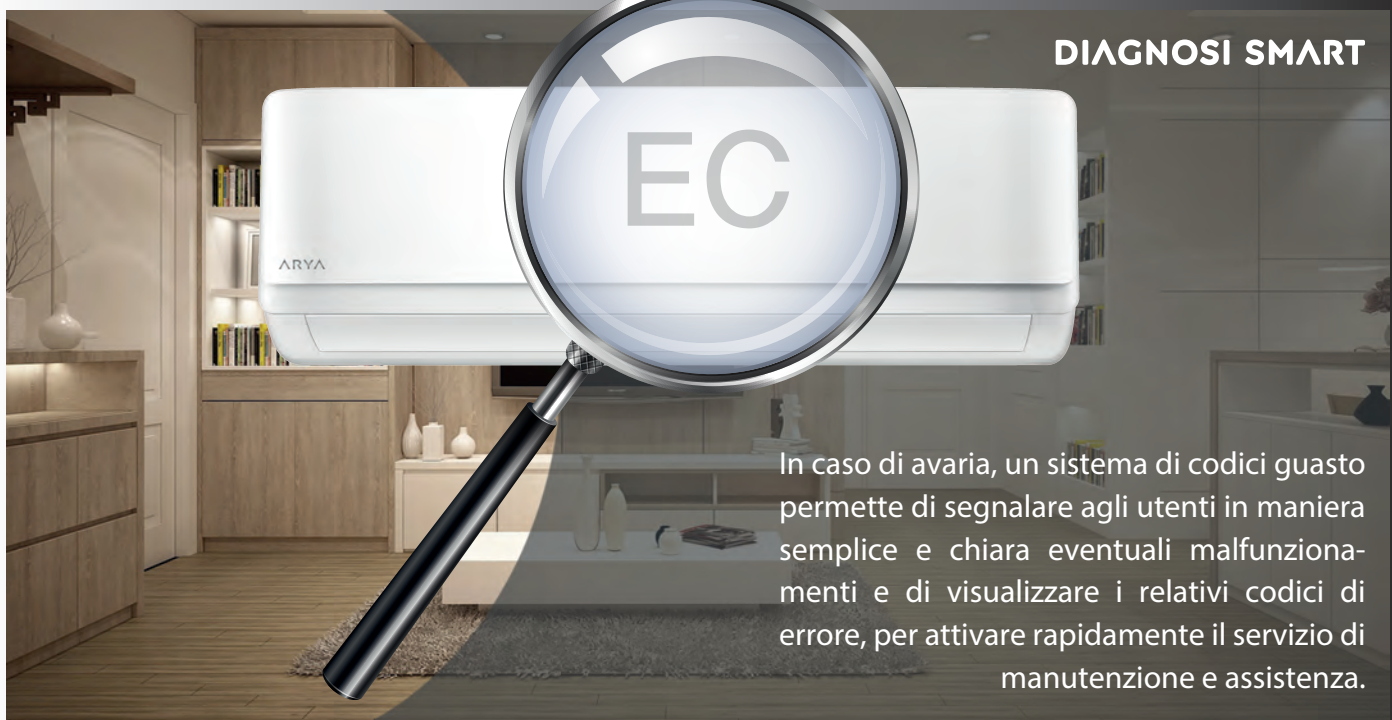 DIAGNOSI SMART
EC
ARYA
In caso di avaria, un sistema di codici guasto
permette di segnalare agli utenti in maniera
semplice e chiara eventuali malfunziona-
menti e di visualizzare i relativi codici di
errore, per attivare rapidamente il servizio di
manutenzione e assistenza.